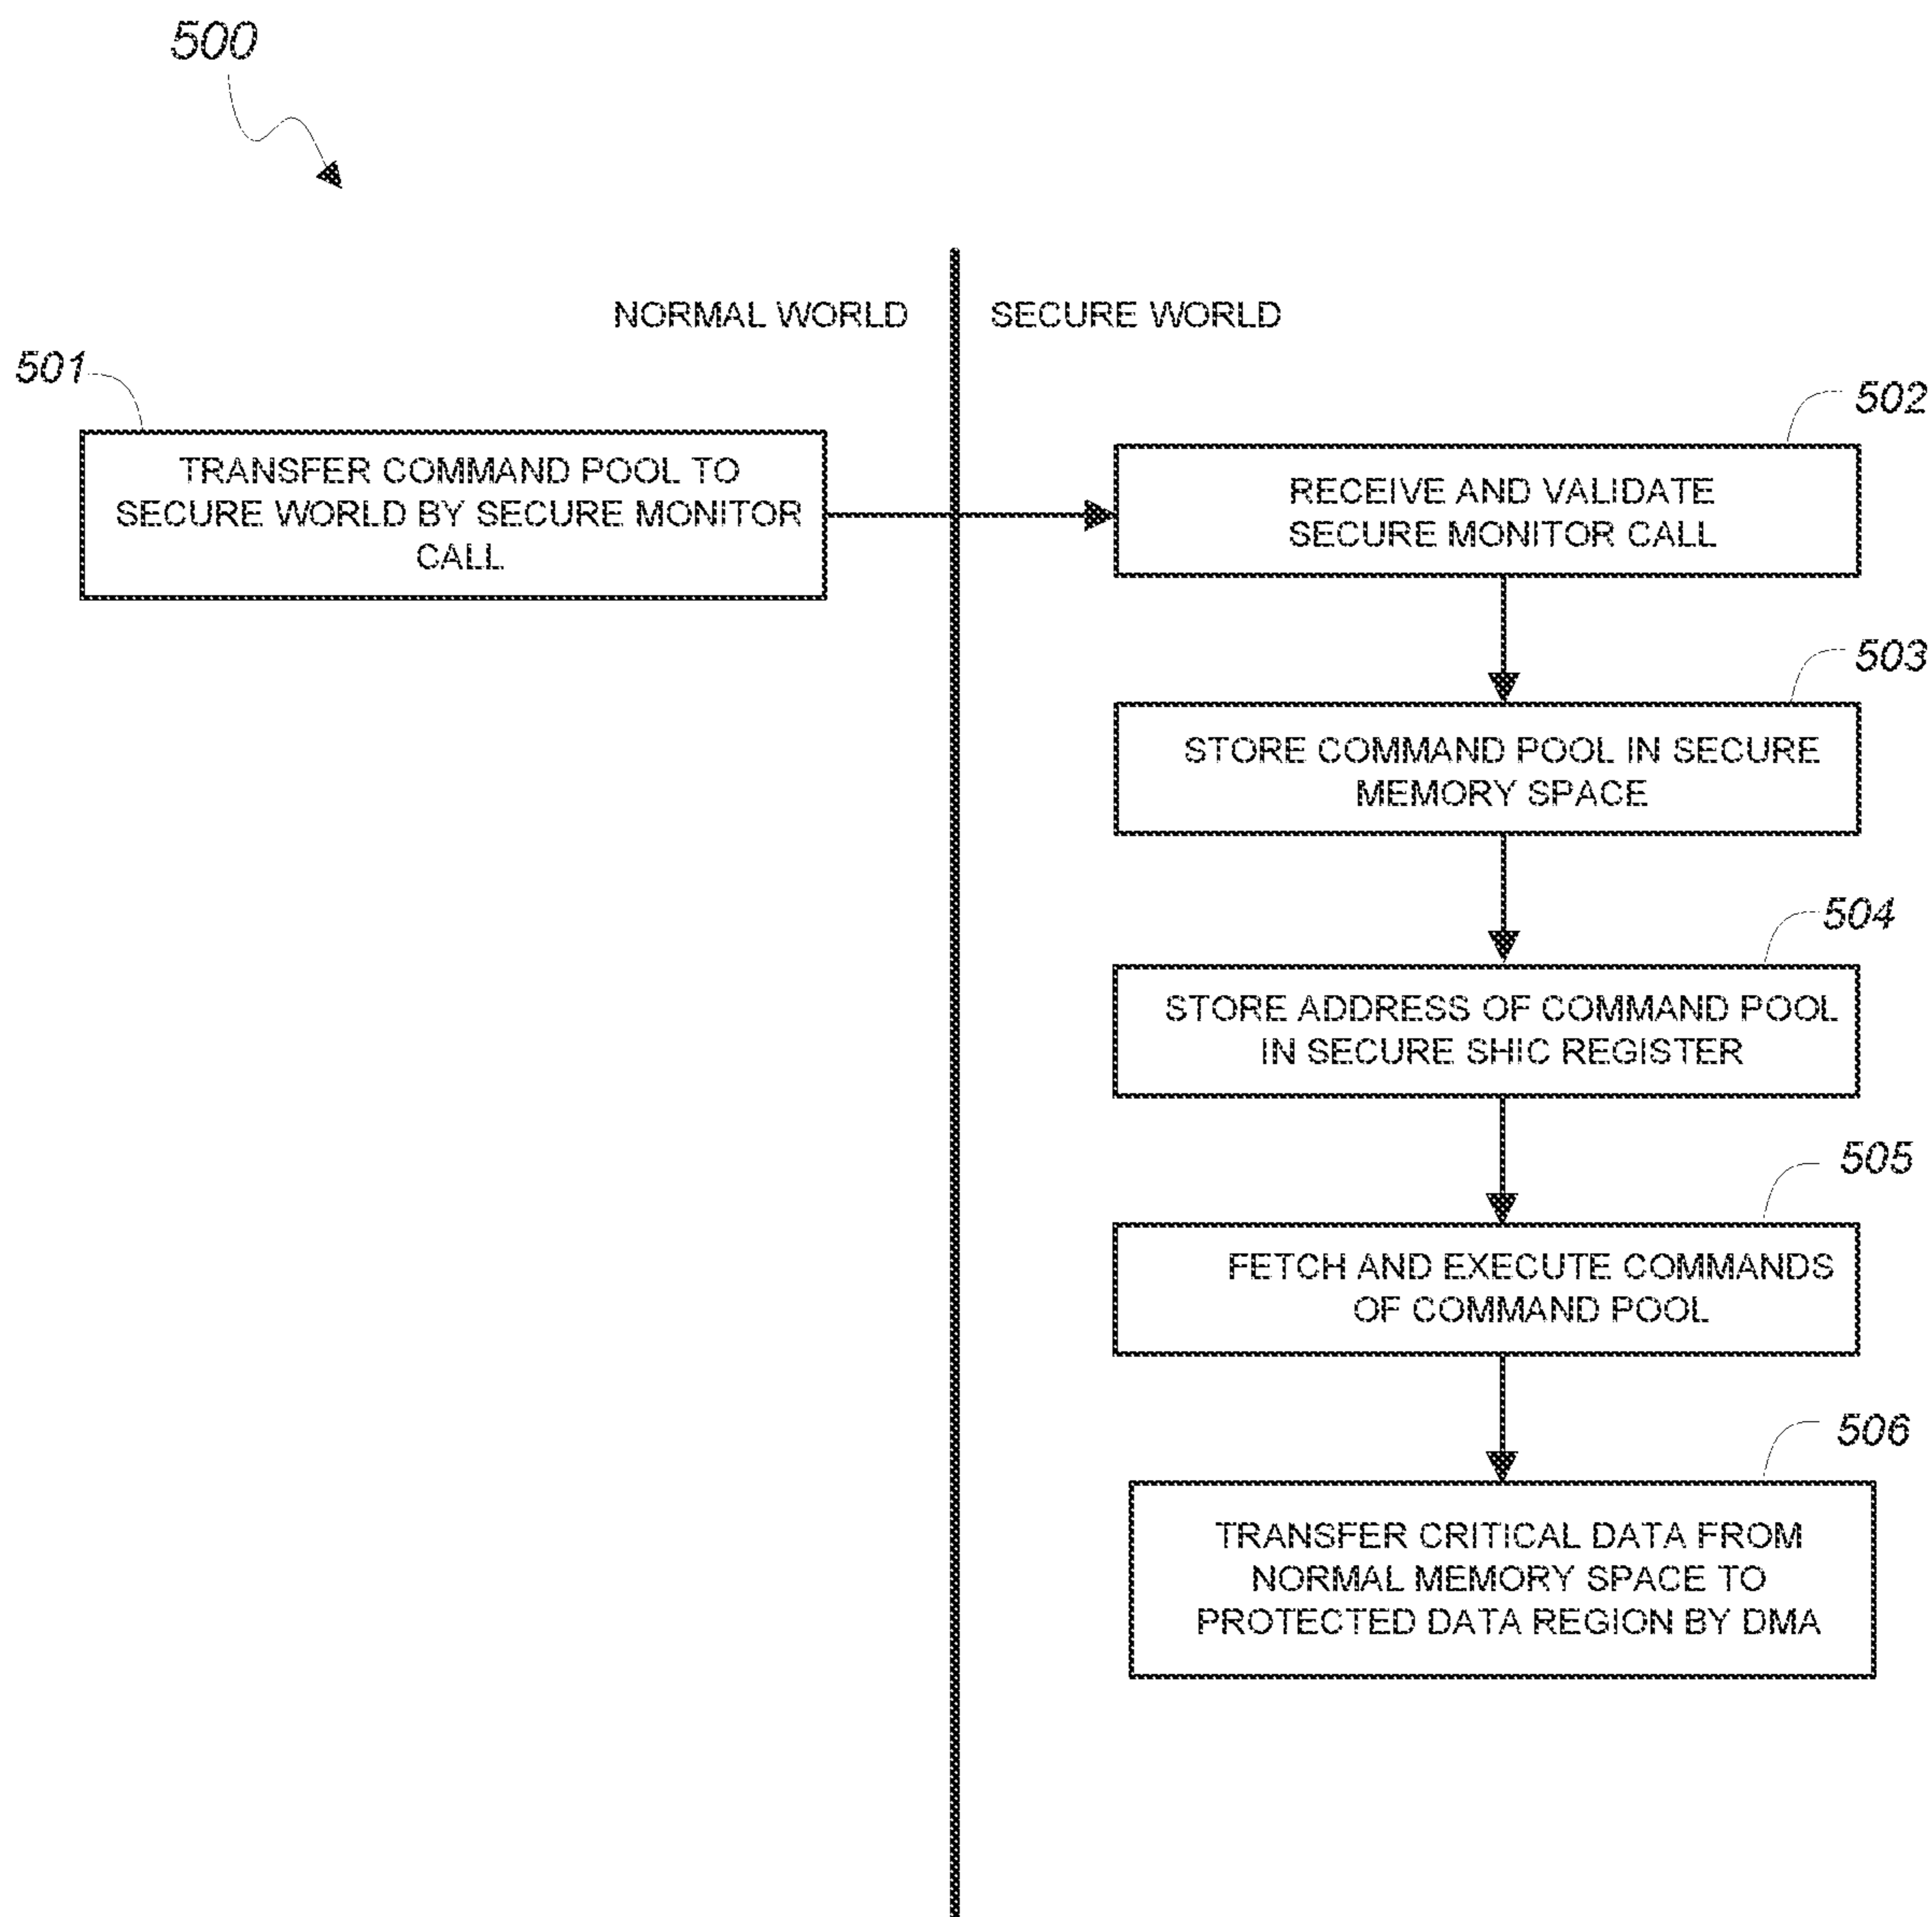 500
NORMAL WORLD
SECURE WORLD
501
TRANSFER COMMAND POOL TO
SECURE WORLD BY SECURE MONITOR
CALL
502
RECEIVE AND VALIDATE
SECURE MONITOR CALL
503
STORE COMMAND POOL IN SECURE
MEMORY SPACE
504
STORE ADDRESS OF COMMAND POOL
IN SECURE SHIC REGISTER
505
FETCH AND EXECUTE COMMANDS
OF COMMAND POOL
506
TRANSFER CRITICAL DATA FROM
NORMAL MEMORY SPACE TO
PROTECTED DATA REGION BY DMA